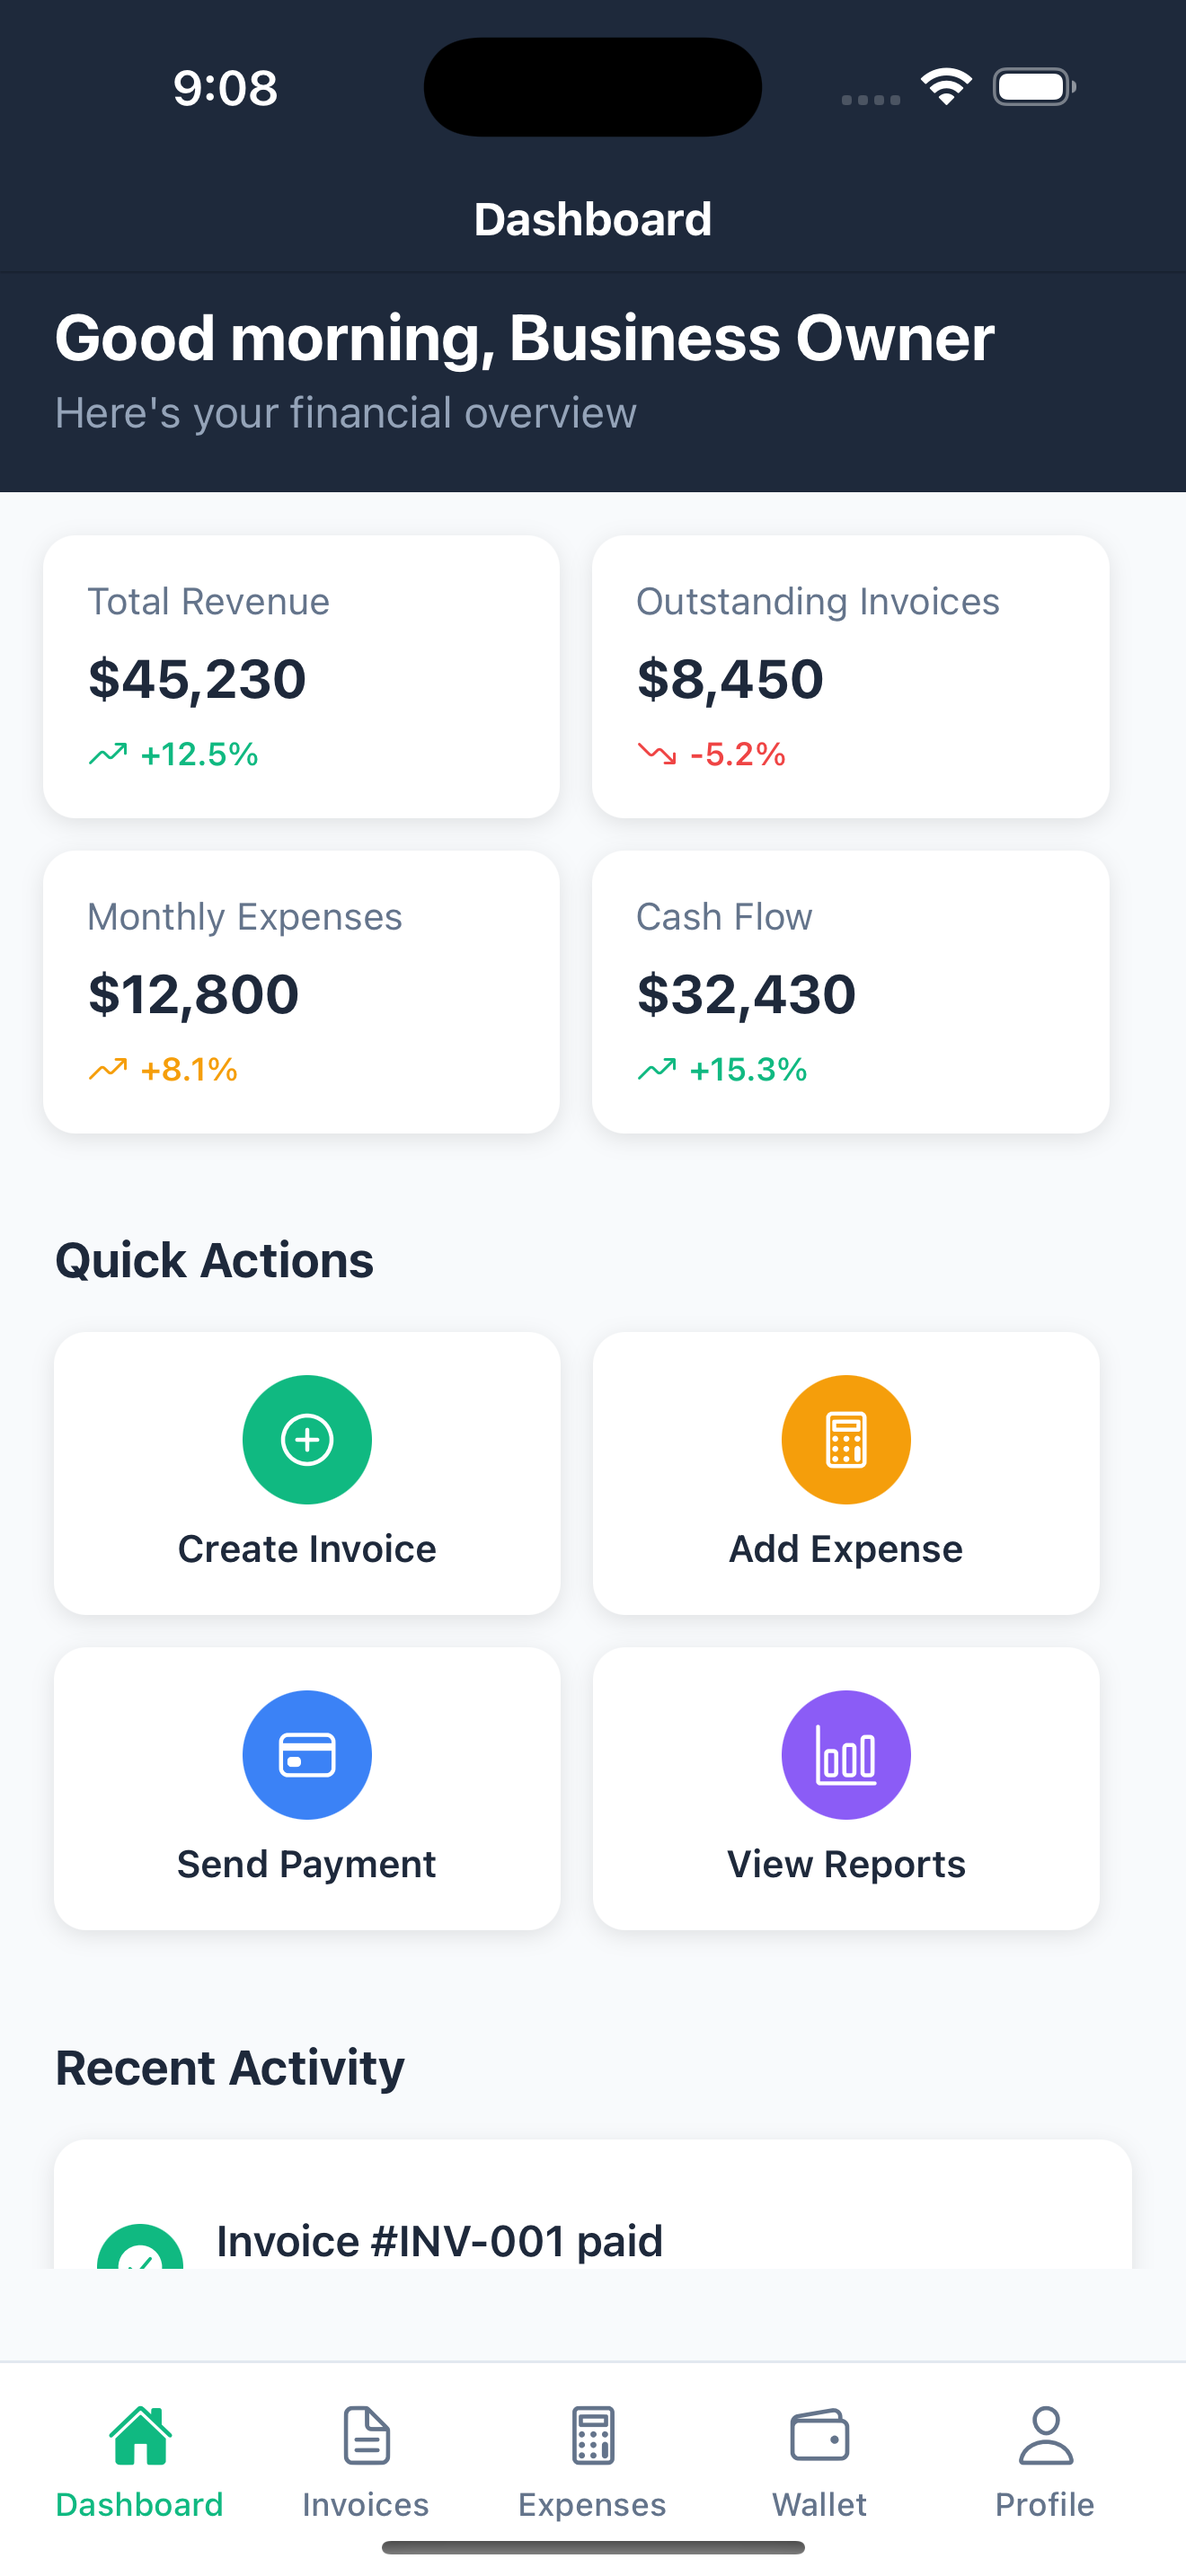 9:08
Dashboard
Good morning, Business Owner
Here's your financial overview
Total Revenue
$45,230
+12.5%
Outstanding Invoices
$8,450
-5.2%
Monthly Expenses
$12,800
+8.1%
Cash Flow
$32,430
+15.3%
Quick Actions
Create Invoice
Add Expense
Send Payment
View Reports
Recent Activity
Invoice #INV-001 paid
Dashboard
Invoices
Expenses
Wallet
Profile